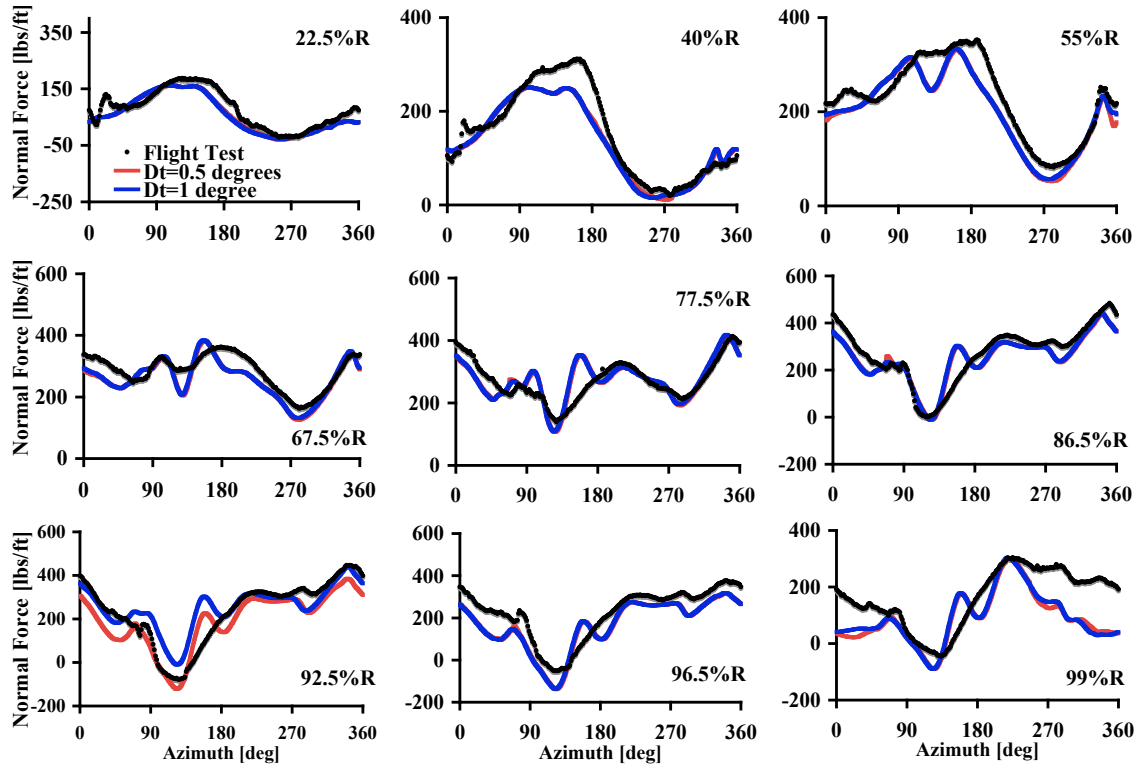 Normal Force [lbs/ft]
350
250
150
50
-50
-150
-250
0 90 180 270 360
22.5%R
Flight Test
Dt=0.5 degrees
Dt=1 degree
400
200
0
0 90 180 270 360
40%R
400
200
0
0 90 180 270 360
55%R
Normal Force [lbs/ft]
600
400
200
0
0 90 180 270 360
67.5%R
600
400
200
0
0 90 180 270 360
77.5%R
600
400
200
0
-200
0 90 180 270 360
86.5%R
Normal Force [lbs/ft]
600
400
200
0
-200
0 90 180 270 360
Azimuth [deg]
92.5%R
600
400
200
0
-200
0 90 180 270 360
Azimuth [deg]
96.5%R
400
200
0
-200
0 90 180 270 360
Azimuth [deg]
99%R